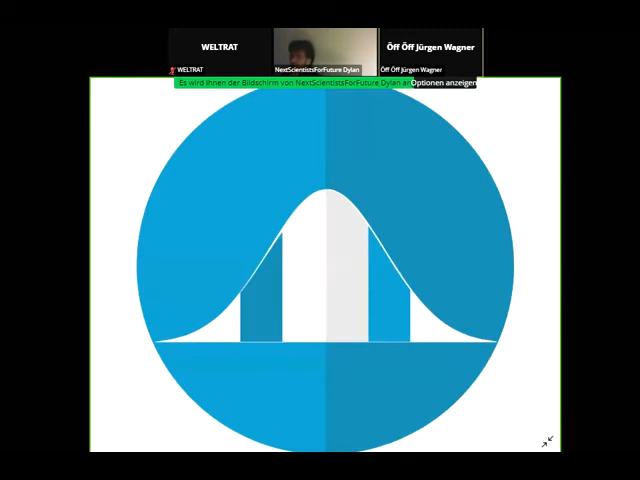 WELTRAT
Öff Öff Jürgen Wagner
WELTRAT
NextScientistsForFuture Dylan
Öff Öff Jürgen Wagner
Es wird Ihnen der Bildschirm von NextScientistsForFuture Dylan an
Optionen anzeigen